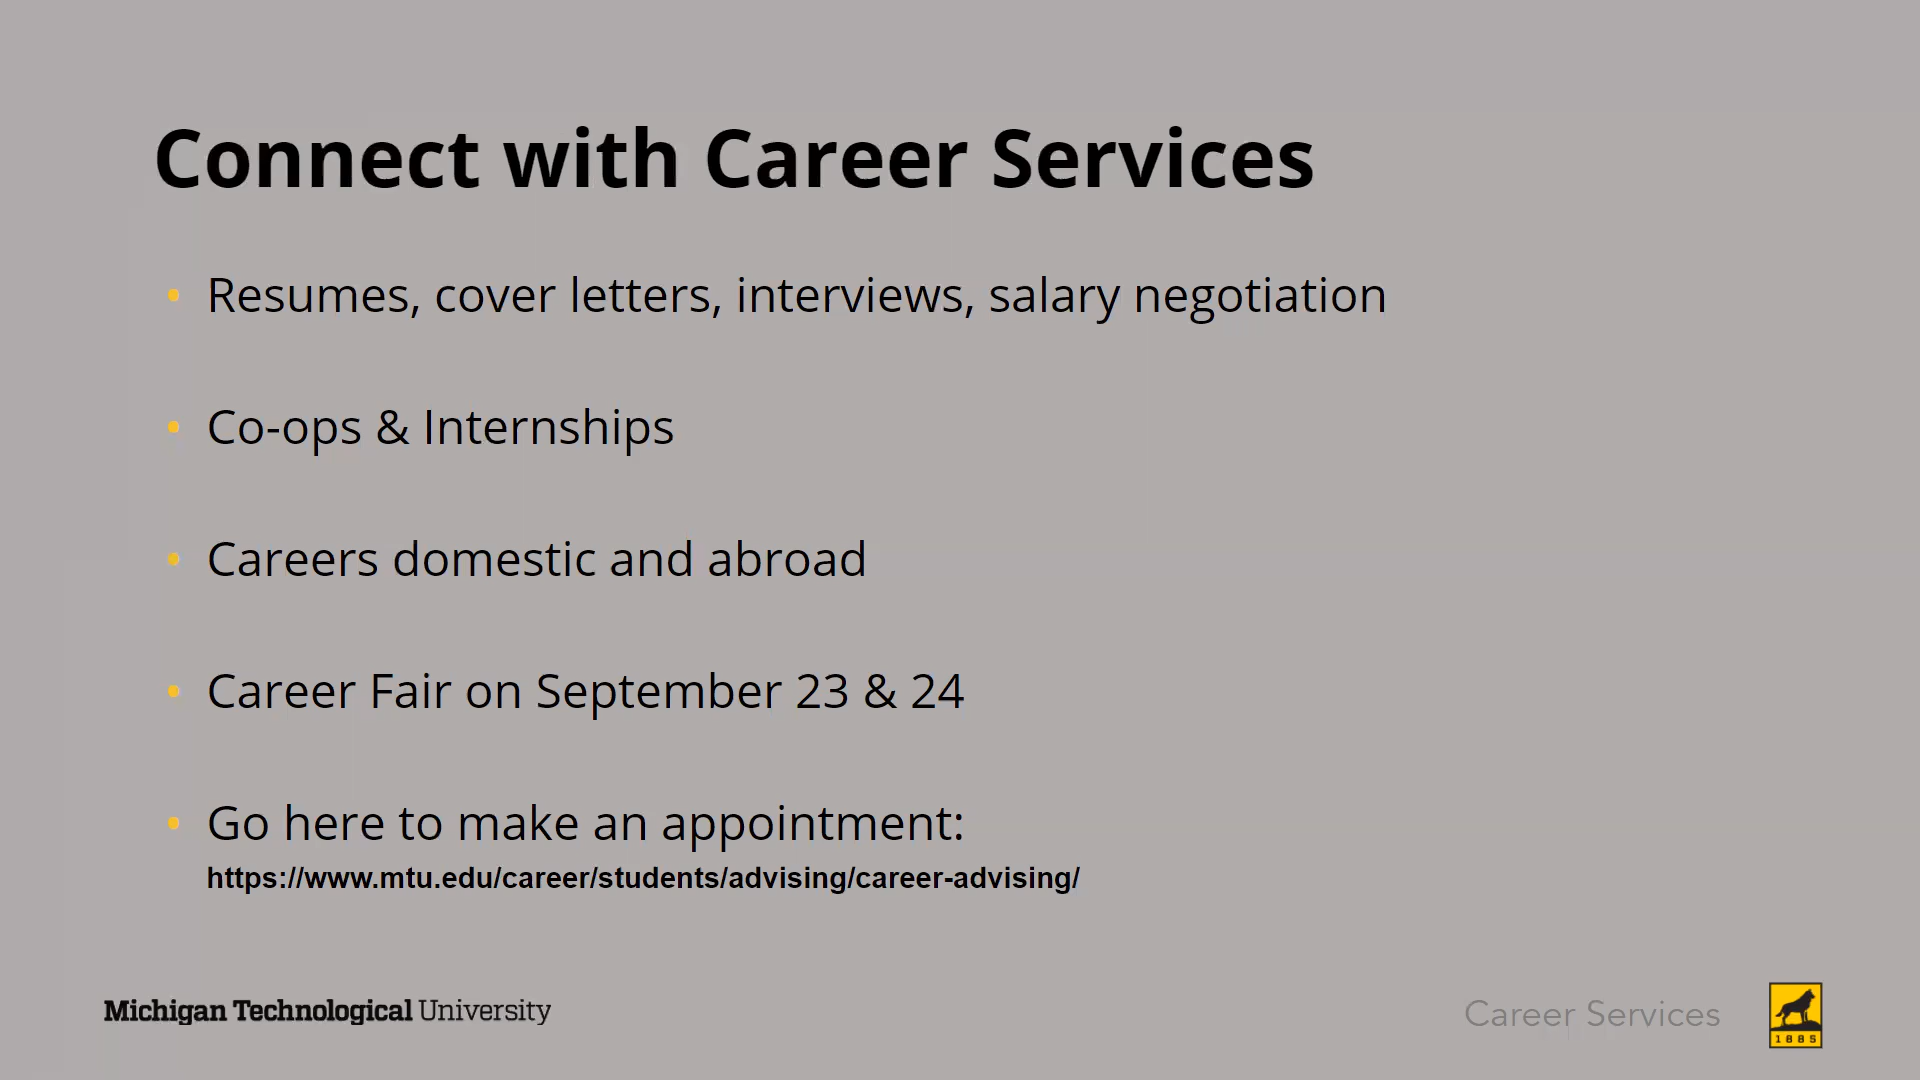 Connect with Career Services
• Resumes, cover letters, interviews, salary negotiation
• Co-ops & Internships
• Careers domestic and abroad
• Career Fair on September 23 & 24
• Go here to make an appointment:
https://www.mtu.edu/career/students/advising/career-advising/
Michigan Technological University
Career Services
1885